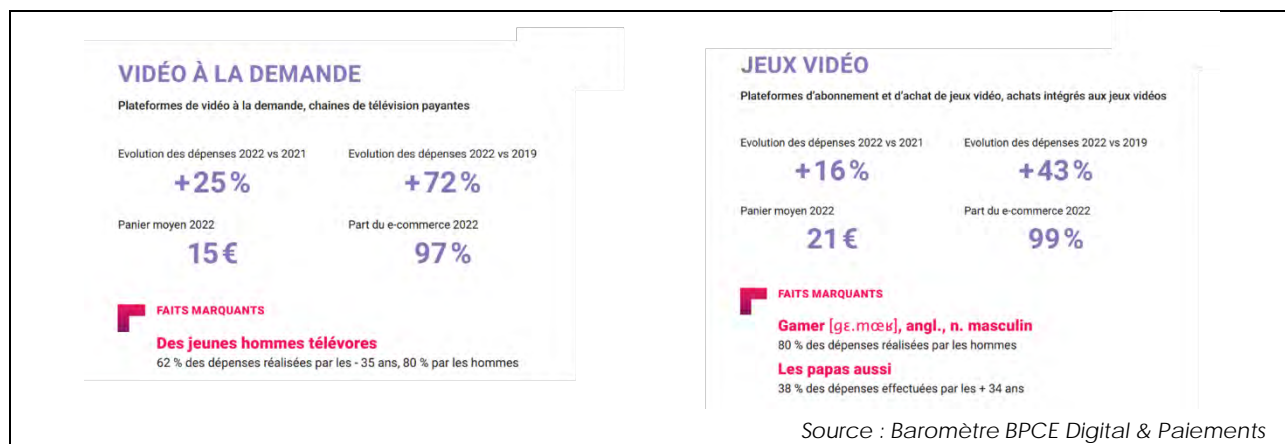 VIDÉO À LA DEMANDE
Plateformes de vidéo à la demande, chaines de télévision payantes
Evolution des dépenses 2022 vs 2021
Evolution des dépenses 2022 vs 2019
+25%
+72%
Panier moyen 2022
Part du e-commerce 2022
15€
97%
FAITS MARQUANTS
Des jeunes hommes télévores
62 % des dépenses réalisées par les - 35 ans, 80 % par les hommes
JEUX VIDÉO
Plateformes d'abonnement et d'achat de jeux vidéo, achats intégrés aux jeux vidéos
Evolution des dépenses 2022 vs 2021
Evolution des dépenses 2022 vs 2019
+16%
+43%
Panier moyen 2022
Part du e-commerce 2022
21€
99%
FAITS MARQUANTS
Gamer [gɛ.mœʁ], angl., n. masculin
80 % des dépenses réalisées par les hommes
Les papas aussi
38 % des dépenses effectuées par les + 34 ans
Source : Baromètre BPCE Digital & Paiements